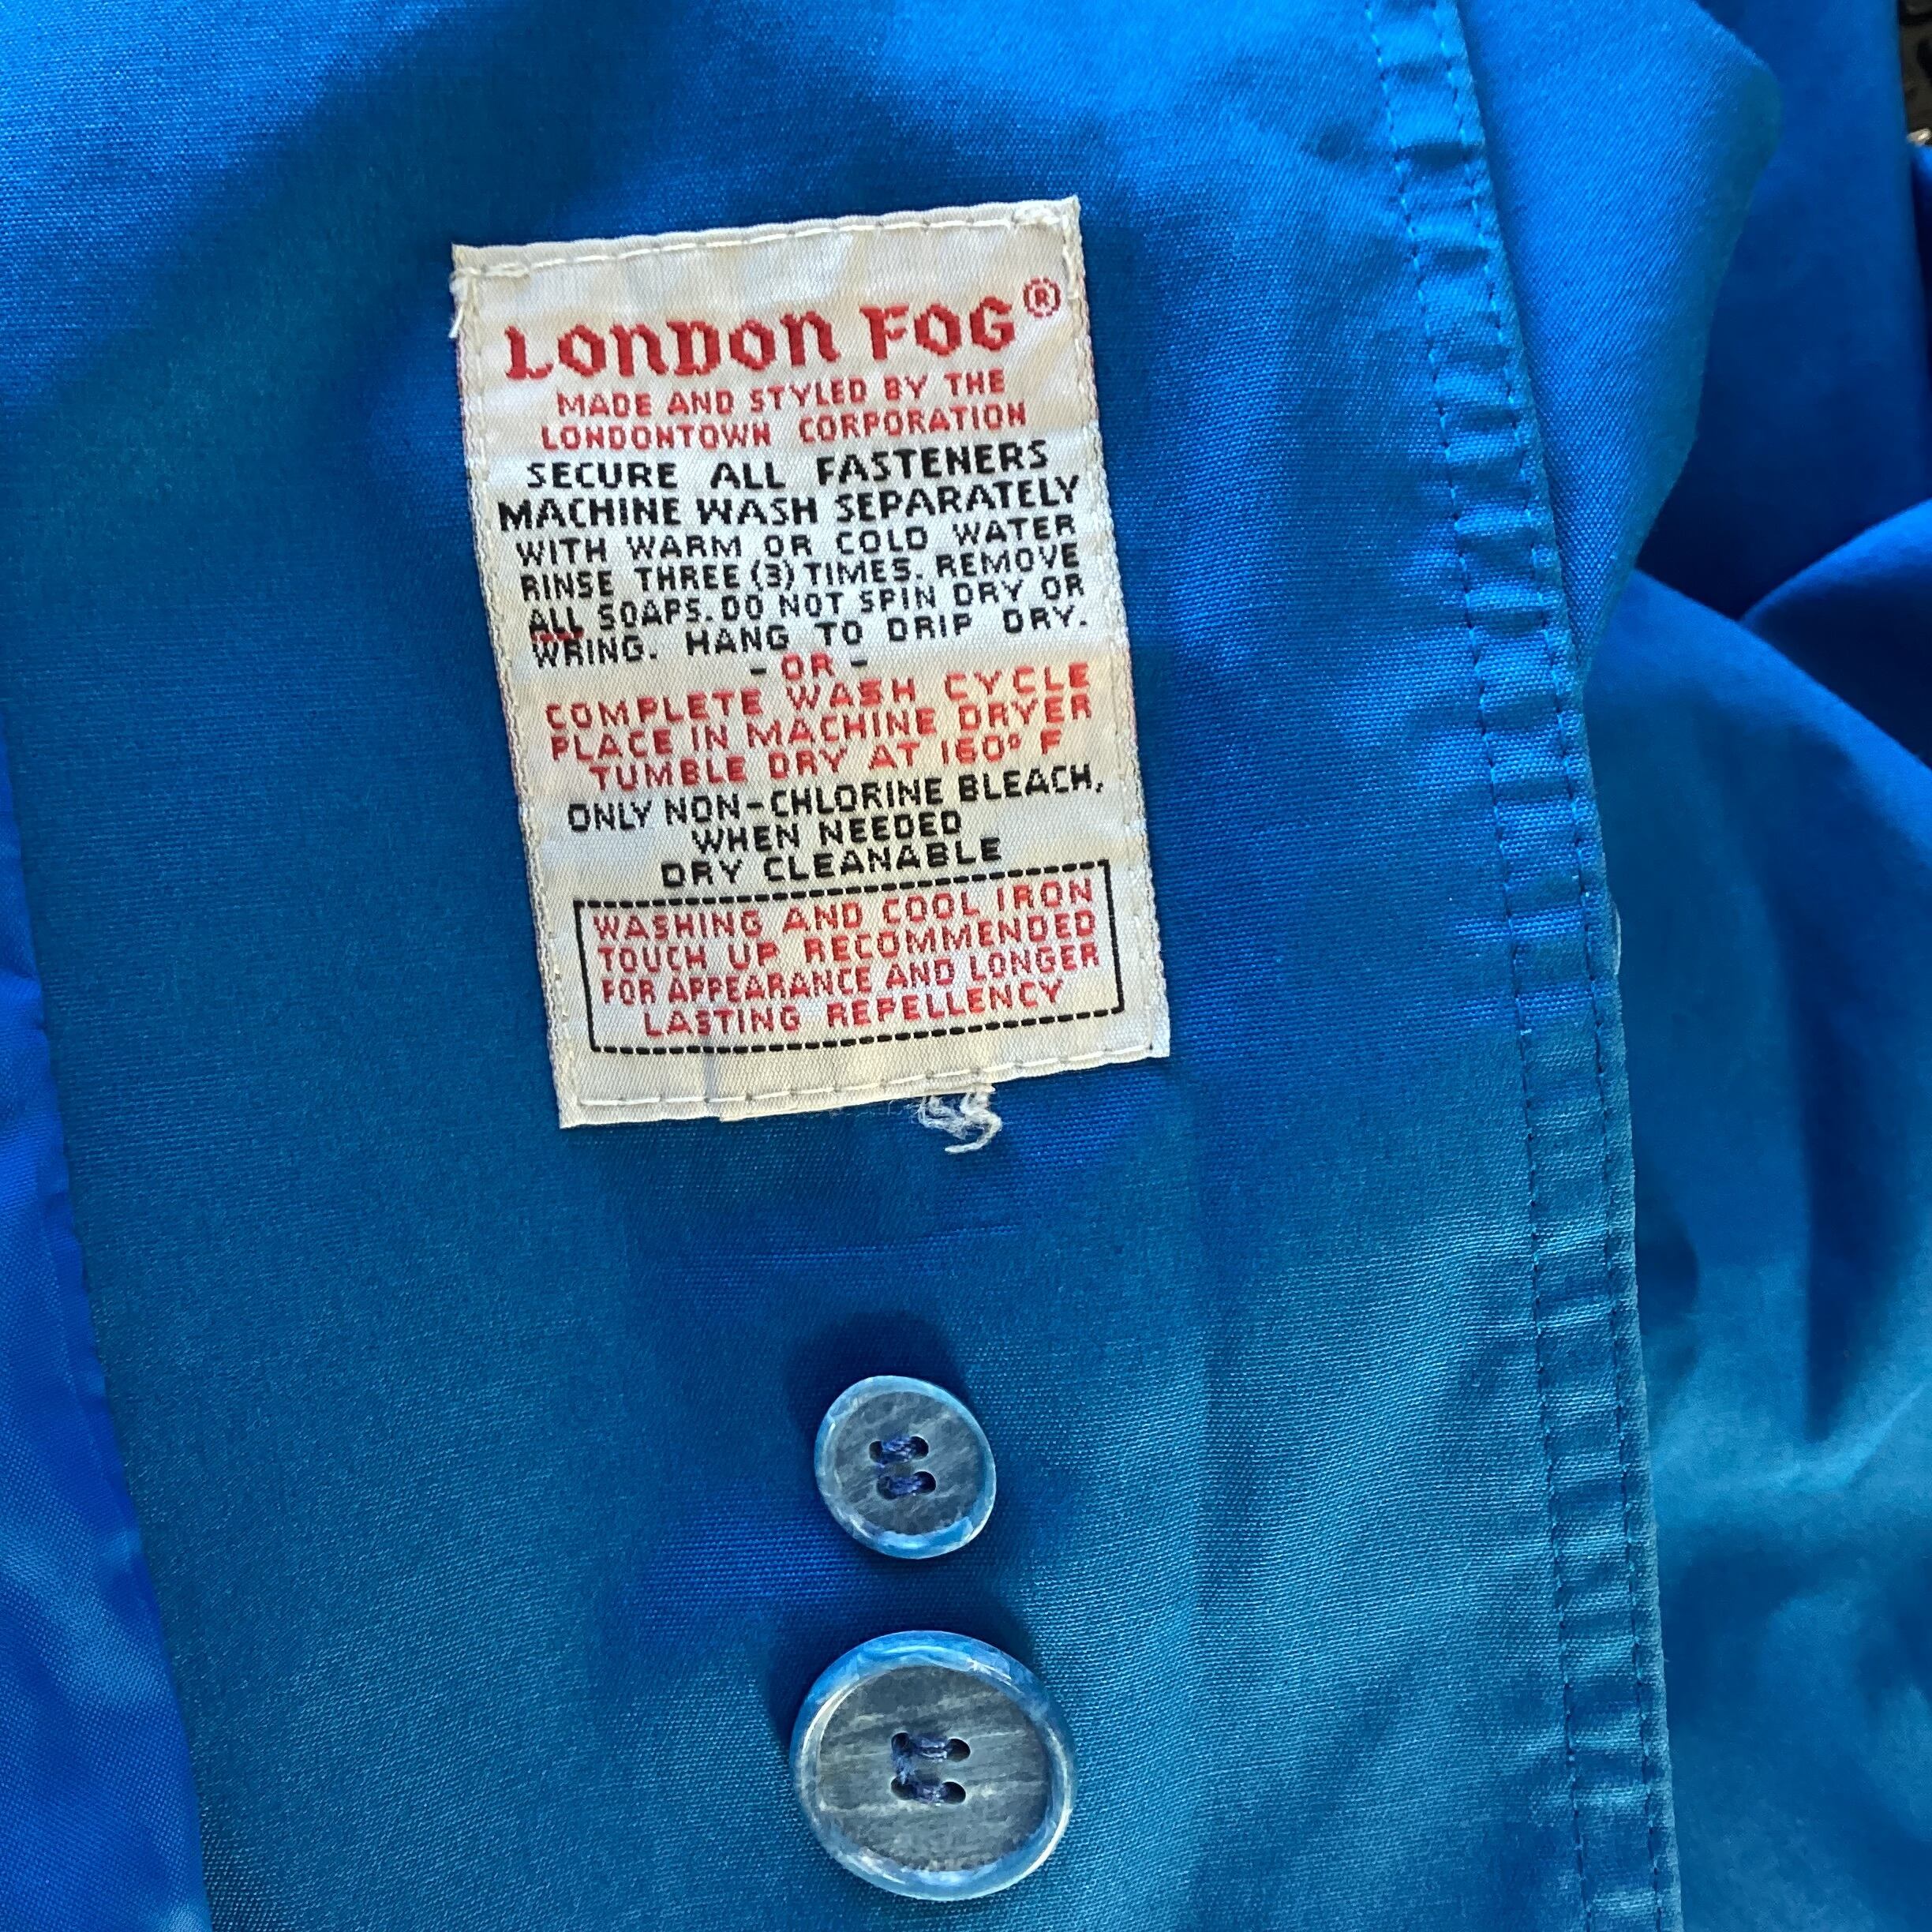 LONDON FOG®
MADE AND STYLED BY THE
LONDONTOWN CORPORATION
SECURE ALL FASTENERS
MACHINE WASH SEPARATELY
WITH WARM OR COLD WATER
RINSE THREE (3) TIMES. REMOVE
ALL SOAPS. DO NOT SPIN DRY OR
WRING. HANG TO DRIP DRY.
- OR -
COMPLETE WASH CYCLE
PLACE IN MACHINE DRYER
TUMBLE DRY AT 160° F
ONLY NON-CHLORINE BLEACH,
WHEN NEEDED
DRY CLEANABLE
WASHING AND COOL IRON
TOUCH UP RECOMMENDED
FOR APPEARANCE AND LONGER
LASTING REPELLENCY